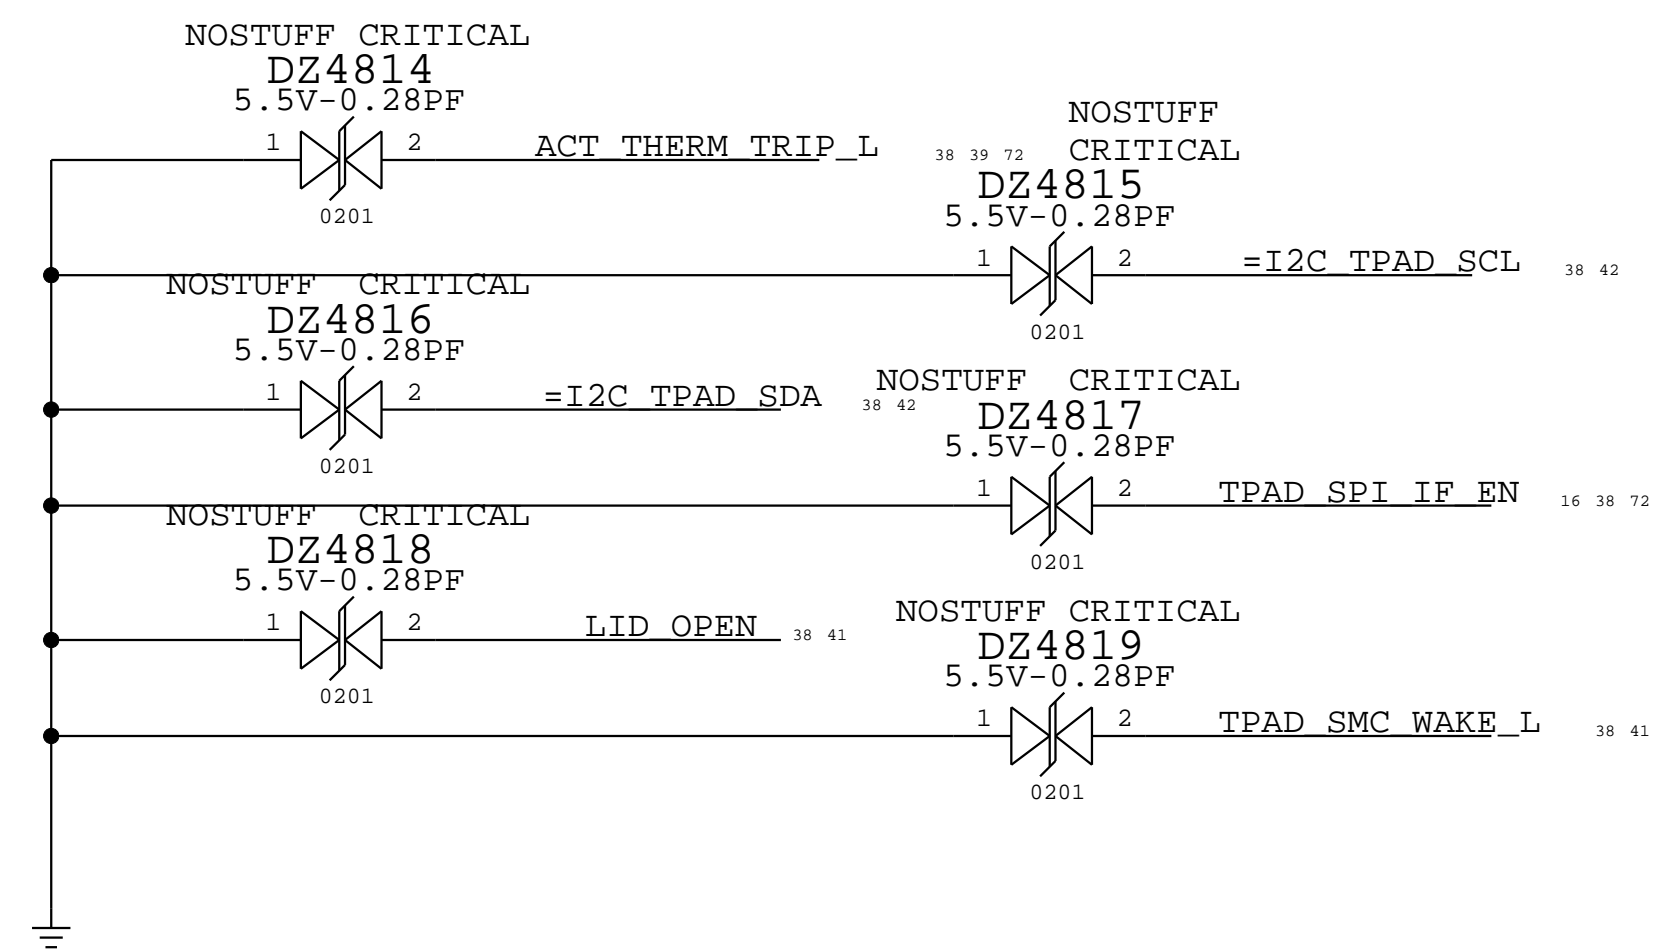 NOSTUFF CRITICAL
DZ4814
5.5V-0.28PF
1 2 ACT_THERM_TRIP_L 38 39 72
0201
NOSTUFF
CRITICAL
DZ4815
5.5V-0.28PF
1 2 =I2C_TPAD_SCL 38 42
0201
NOSTUFF CRITICAL
DZ4816
5.5V-0.28PF
1 2 =I2C_TPAD_SDA 38 42
0201
NOSTUFF CRITICAL
DZ4817
5.5V-0.28PF
1 2 TPAD_SPI_IF_EN 16 38 72
0201
NOSTUFF CRITICAL
DZ4818
5.5V-0.28PF
1 2 LID_OPEN 38 41
0201
NOSTUFF CRITICAL
DZ4819
5.5V-0.28PF
1 2 TPAD_SMC_WAKE_L 38 41
0201